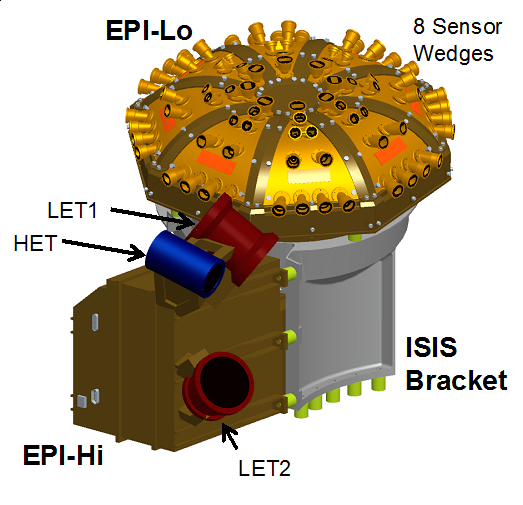 EPI-Lo
8 Sensor
Wedges
LET1
HET
ISIS
Bracket
EPI-Hi
LET2